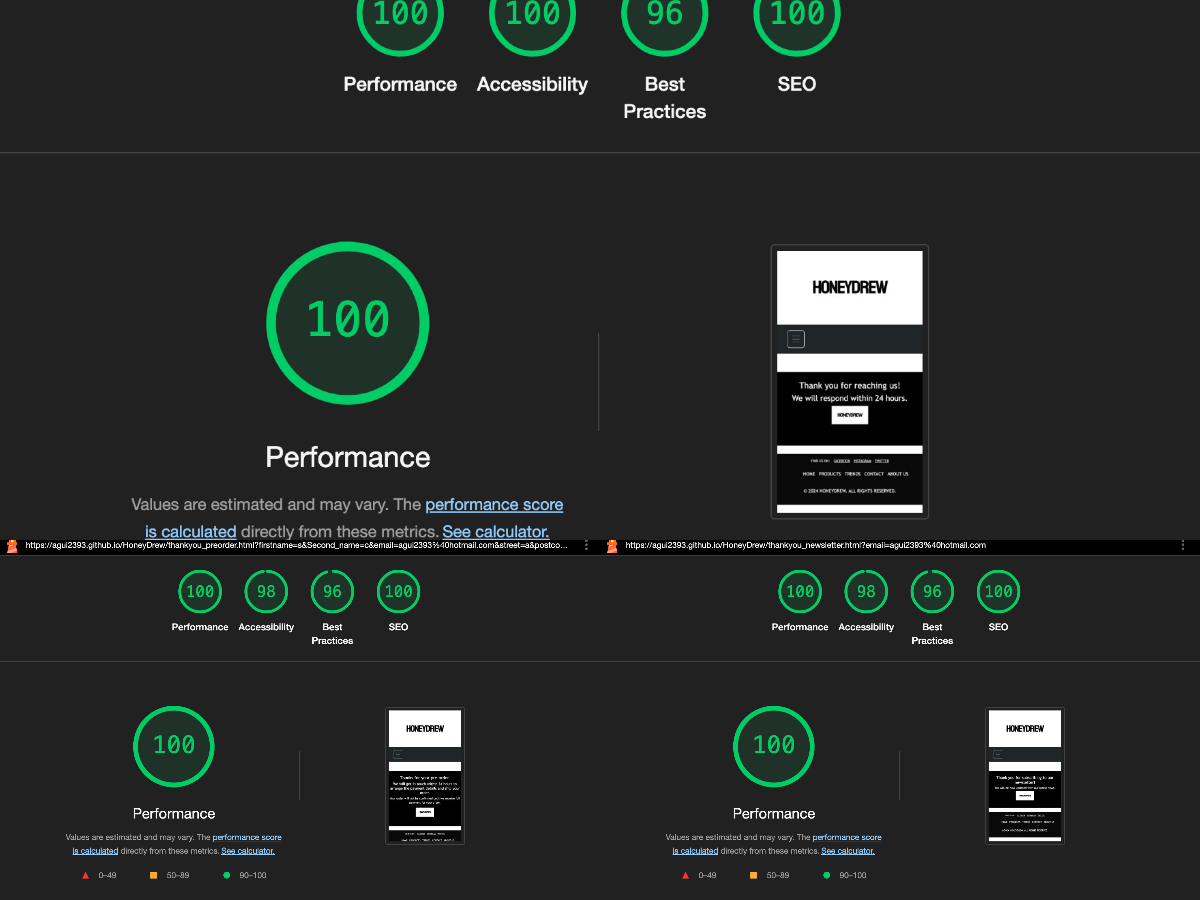 100 100 96 100
Performance Accessibility Best Practices SEO
100
Performance
Values are estimated and may vary. The performance score
is calculated directly from these metrics. See calculator.
HONEYDREW
Thank you for reaching us!
We will respond within 24 hours.
HONEYDREW
FACEBOOK INSTAGRAM TWITTER
HOME PRODUCTS TRENDS CONTACT ABOUT US
© 2024 HONEYDREW. ALL RIGHTS RESERVED.
https://agui2393.github.io/HoneyDrew/thankyou_preorder.html?firstname=s&Second_name=c&email=agui2393%40hotmail.com&street=a&postco...
100 98 96 100
Performance Accessibility Best Practices SEO
100
Performance
Values are estimated and may vary. The performance score
is calculated directly from these metrics. See calculator.
0–49 50–89 90–100
HONEYDREW
Thanks for your pre-order.
https://agui2393.github.io/HoneyDrew/thankyou_newsletter.html?email=agui2393%40hotmail.com
100 98 96 100
Performance Accessibility Best Practices SEO
100
Performance
Values are estimated and may vary. The performance score
is calculated directly from these metrics. See calculator.
0–49 50–89 90–100
HONEYDREW
newsletter!